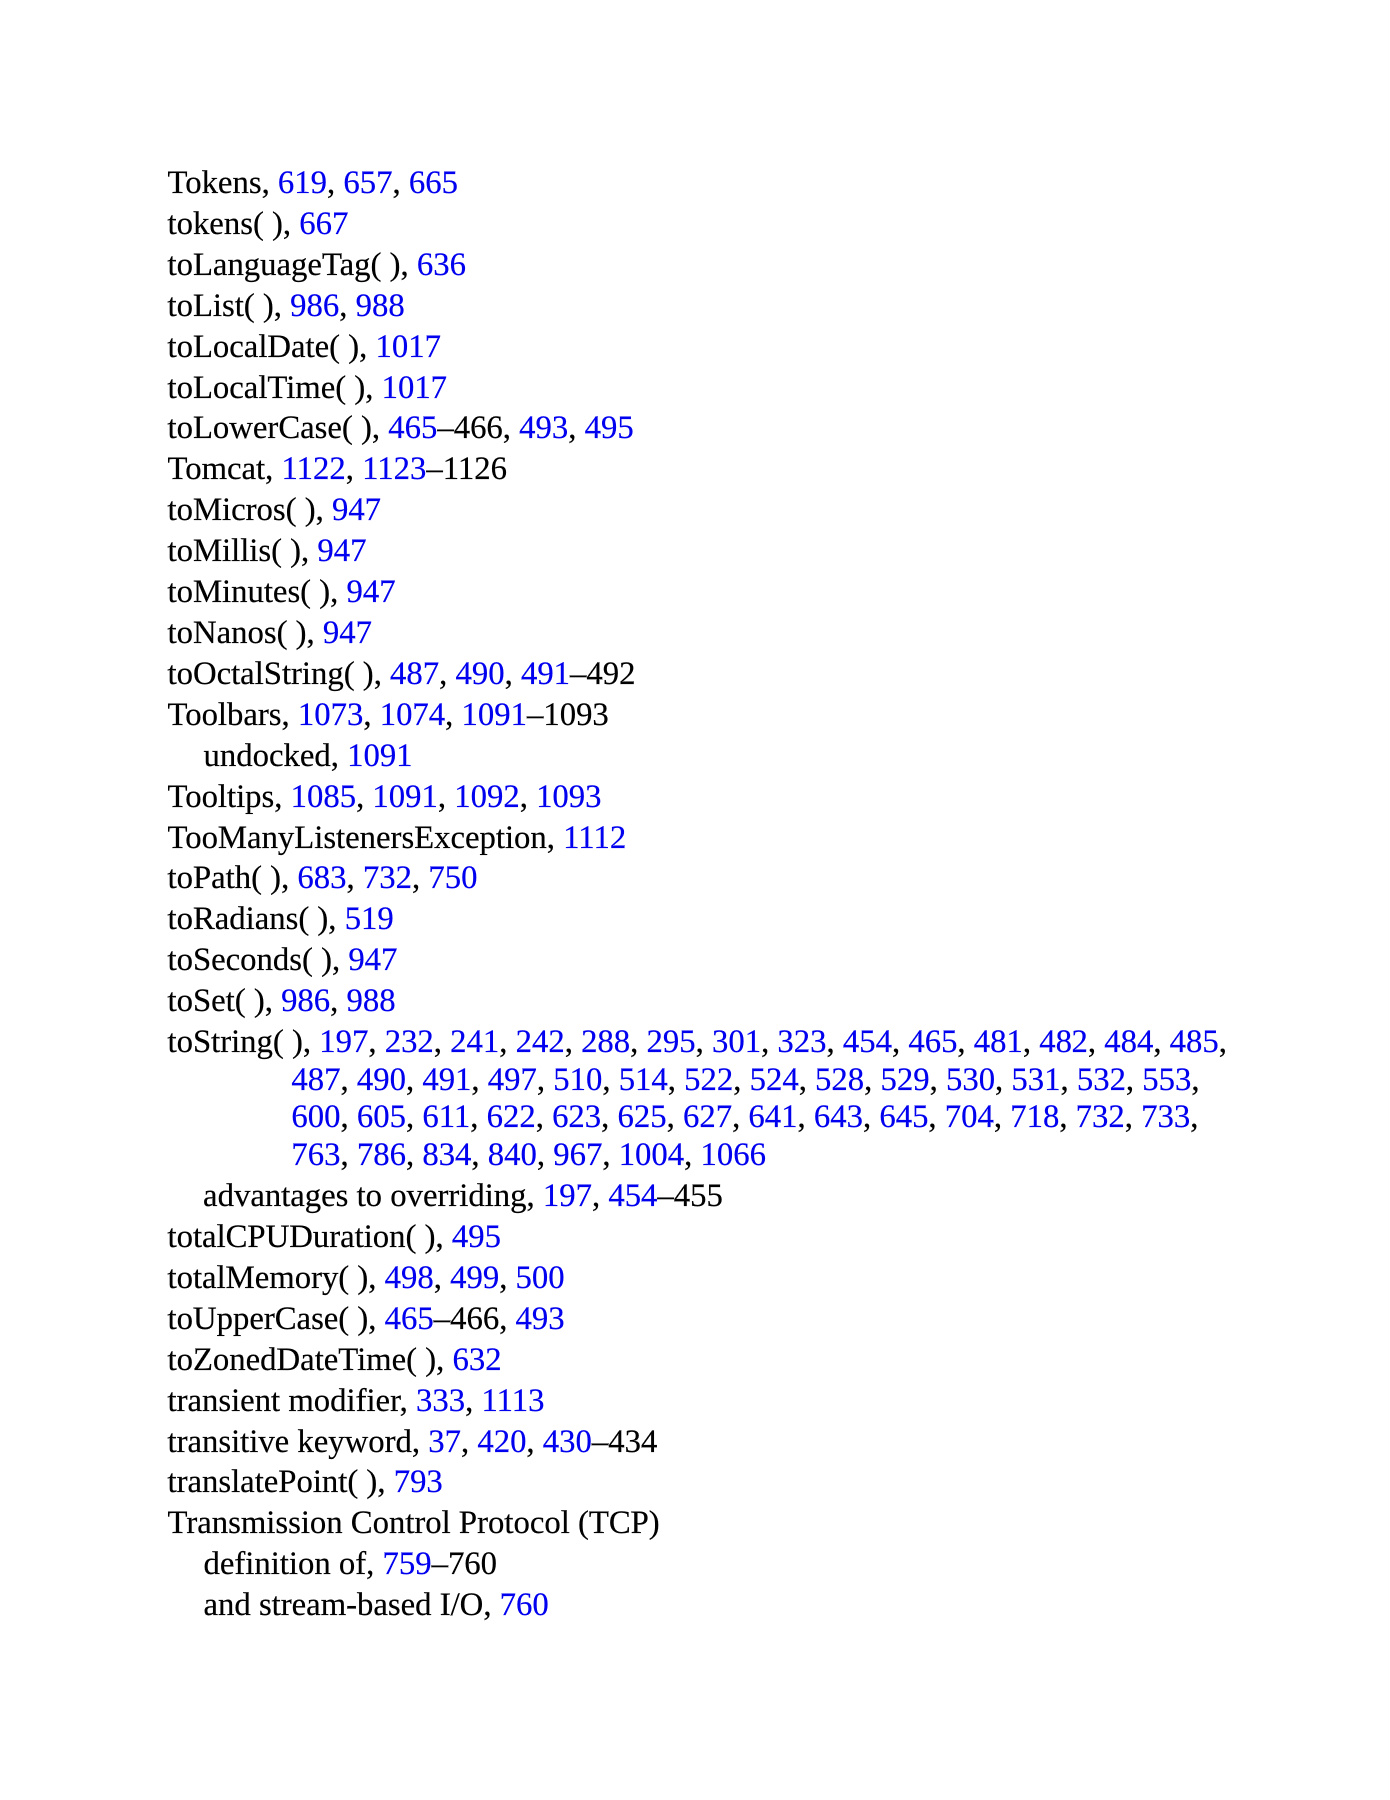 Tokens, 619, 657, 665
tokens( ), 667
toLanguageTag( ), 636
toList( ), 986, 988
toLocalDate( ), 1017
toLocalTime( ), 1017
toLowerCase( ), 465–466, 493, 495
Tomcat, 1122, 1123–1126
toMicros( ), 947
toMillis( ), 947
toMinutes( ), 947
toNanos( ), 947
toOctalString( ), 487, 490, 491–492
Toolbars, 1073, 1074, 1091–1093
undocked, 1091
Tooltips, 1085, 1091, 1092, 1093
TooManyListenersException, 1112
toPath( ), 683, 732, 750
toRadians( ), 519
toSeconds( ), 947
toSet( ), 986, 988
toString( ), 197, 232, 241, 242, 288, 295, 301, 323, 454, 465, 481, 482, 484, 485,
487, 490, 491, 497, 510, 514, 522, 524, 528, 529, 530, 531, 532, 553,
600, 605, 611, 622, 623, 625, 627, 641, 643, 645, 704, 718, 732, 733,
763, 786, 834, 840, 967, 1004, 1066
advantages to overriding, 197, 454–455
totalCPUDuration( ), 495
totalMemory( ), 498, 499, 500
toUpperCase( ), 465–466, 493
toZonedDateTime( ), 632
transient modifier, 333, 1113
transitive keyword, 37, 420, 430–434
translatePoint( ), 793
Transmission Control Protocol (TCP)
definition of, 759–760
and stream-based I/O, 760